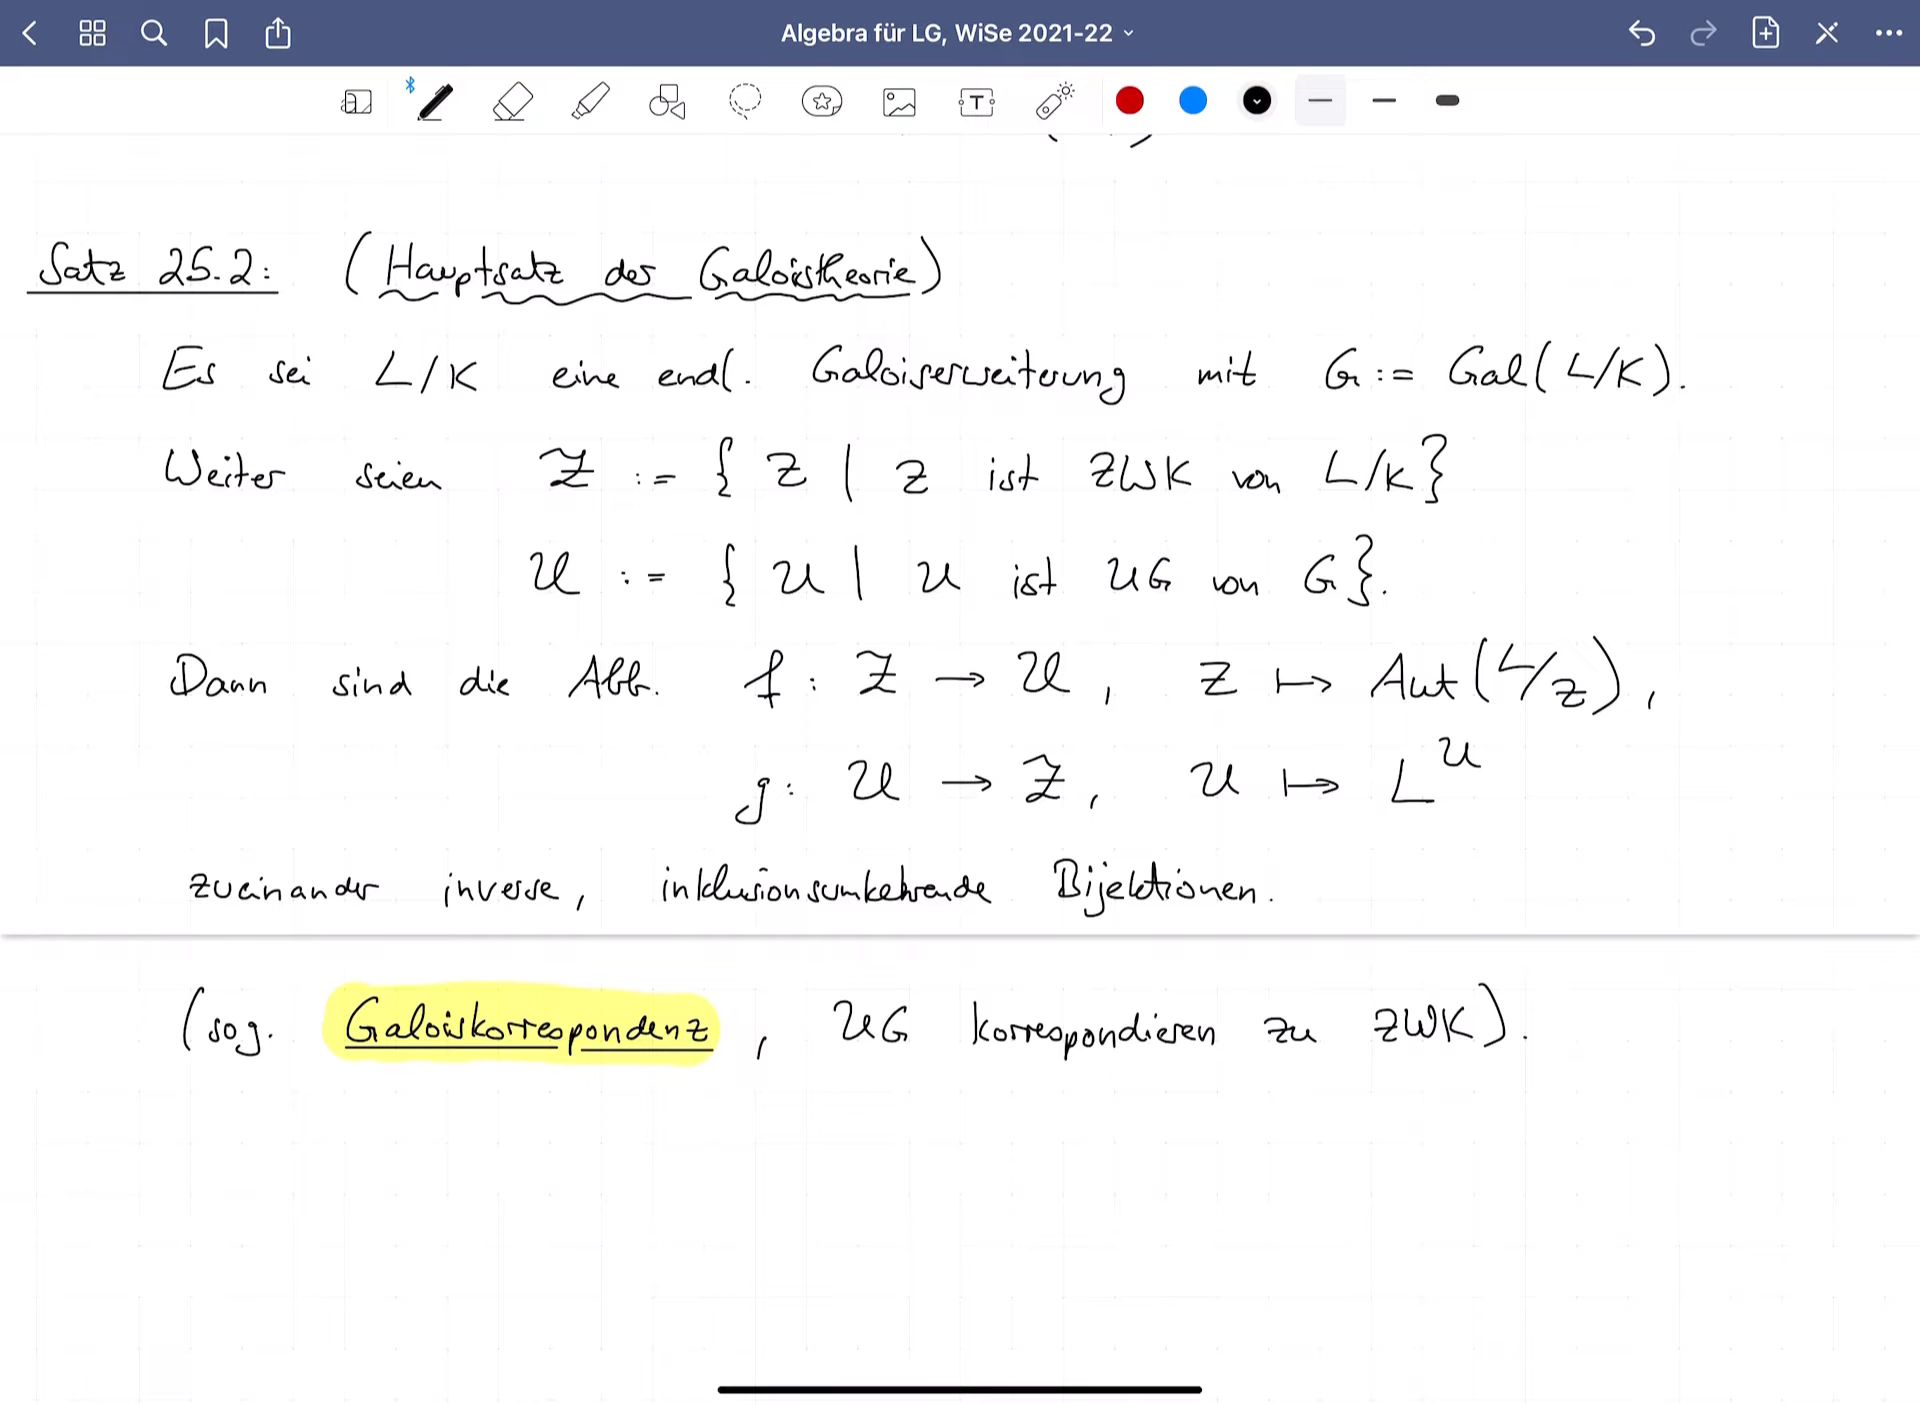 Algebra für LG, WiSe 2021-22
Satz 25.2: (Hauptsatz der Galoistheorie)
Es sei L/K eine endl. Galoiserweiterung mit G := Gal(L/K).
Weiter seien 𝒵 := { Z | Z ist ZWK von L/K}
𝒰 := { U | U ist UG von G}.
Dann sind die Abb. f : 𝒵 → 𝒰, Z ↦ Aut(L/Z),
g: 𝒰 → 𝒵, U ↦ L^U
zueinander inverse, inklusionsumkehrende Bijektionen.
(sog. Galoiskorrespondenz, UG korrespondieren zu ZWK).